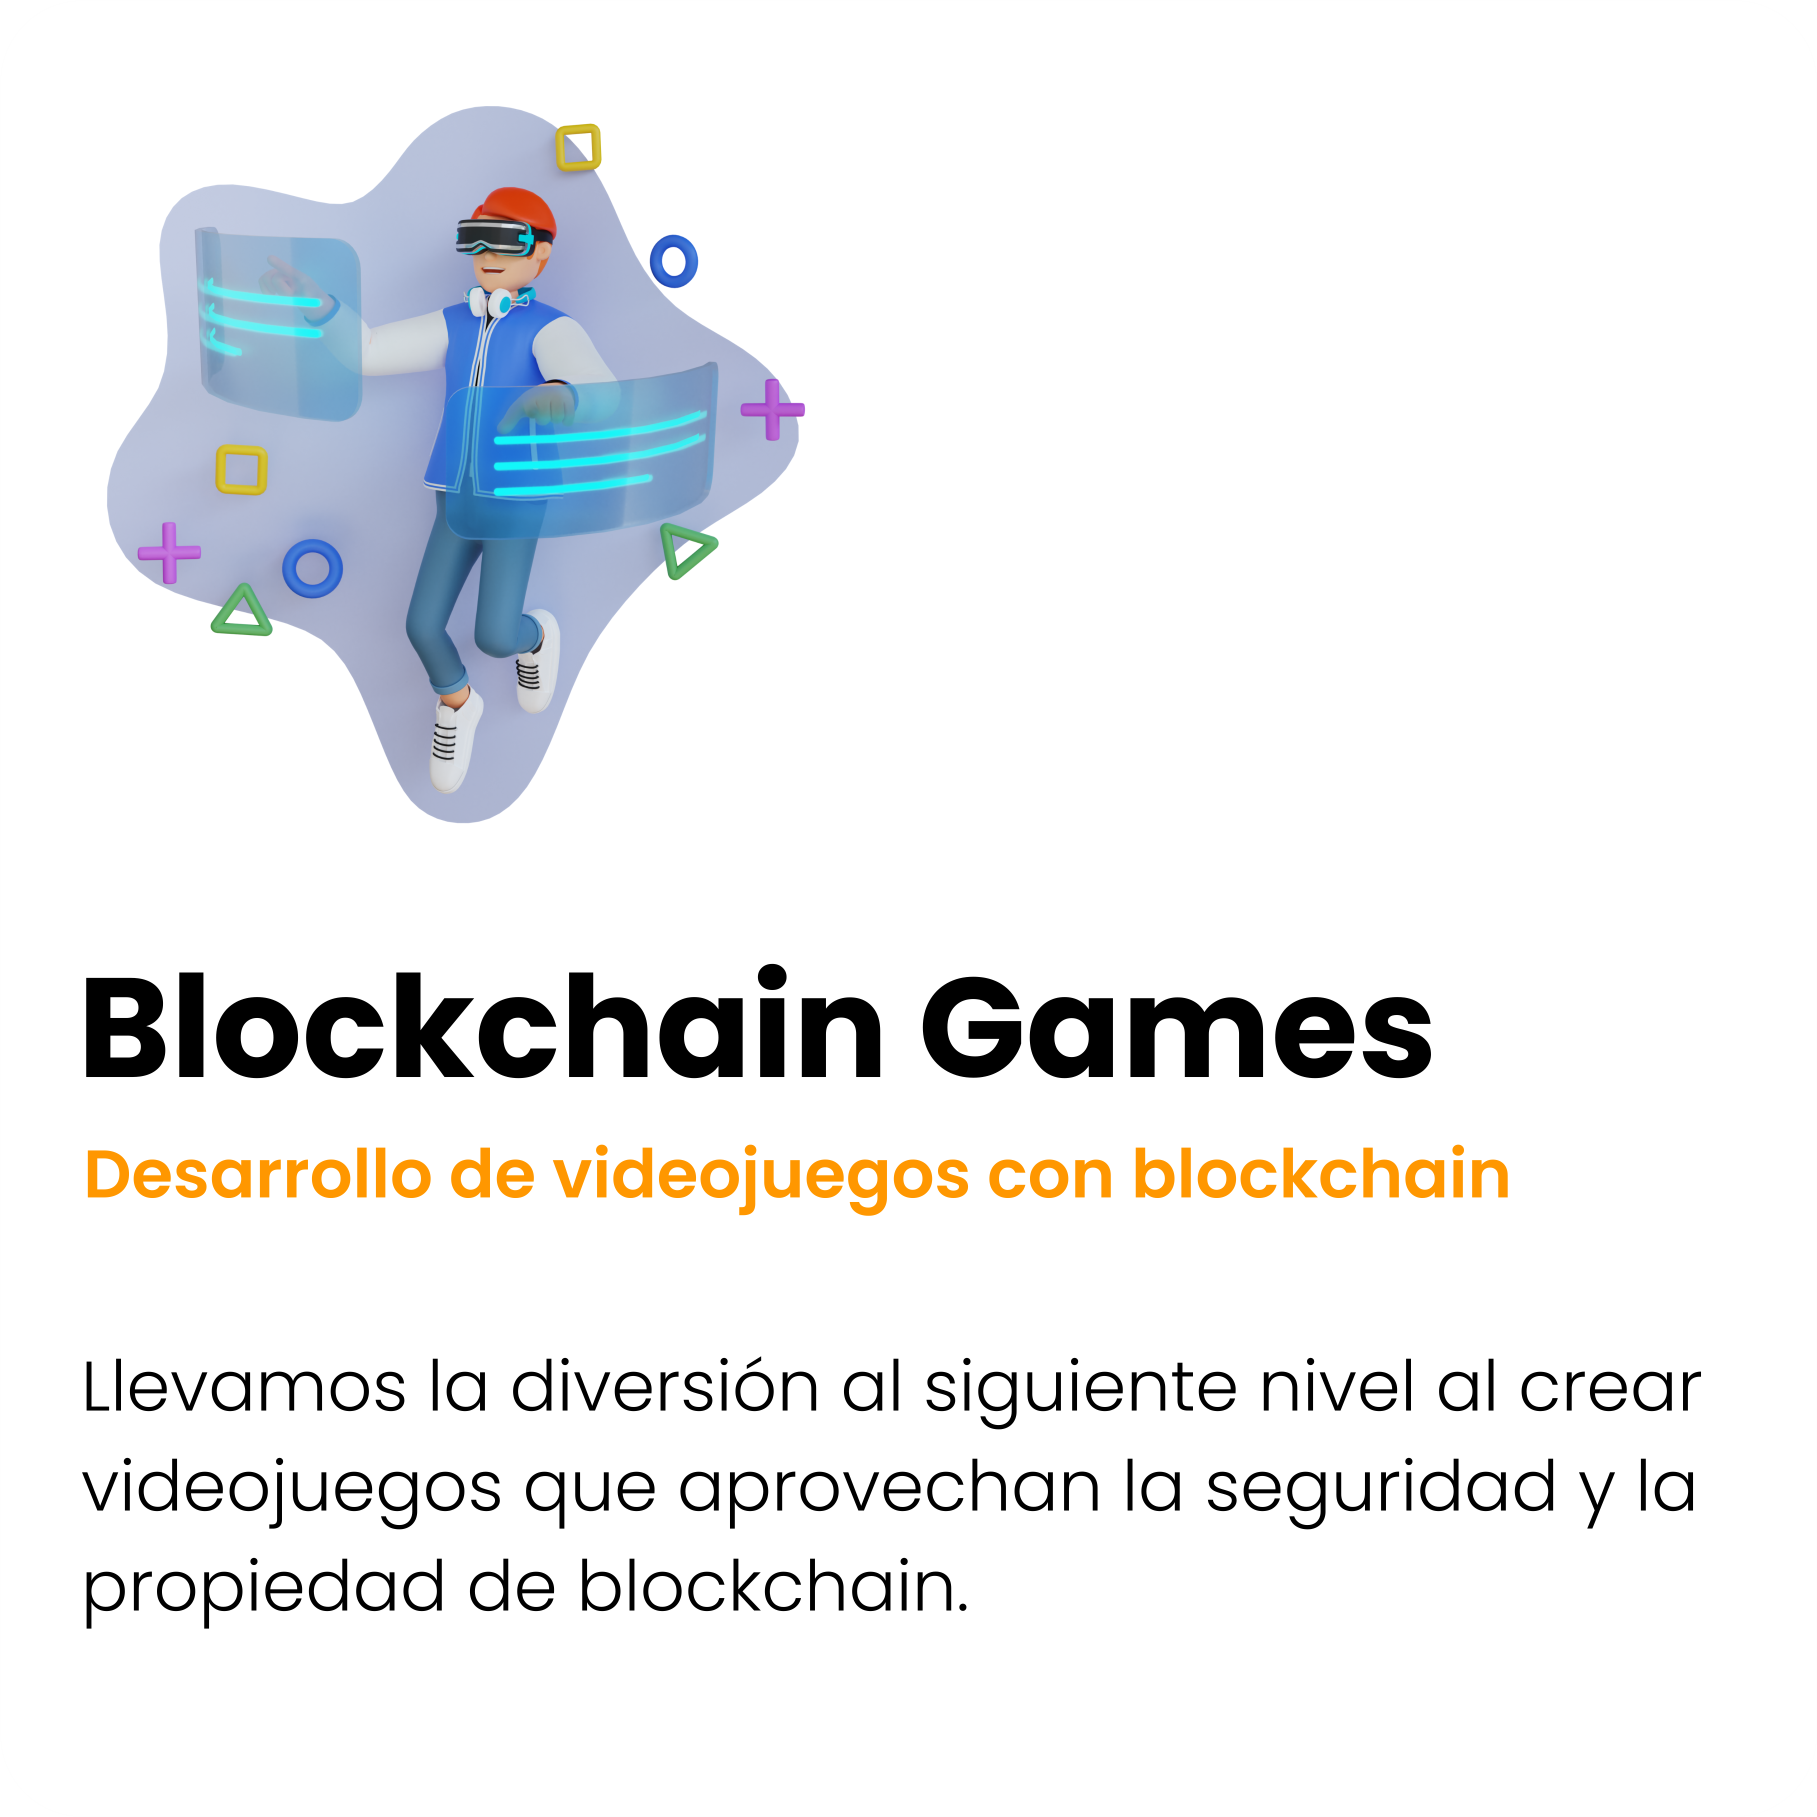 Blockchain Games
Desarrollo de videojuegos con blockchain
Llevamos la diversión al siguiente nivel al crear
videojuegos que aprovechan la seguridad y la
propiedad de blockchain.